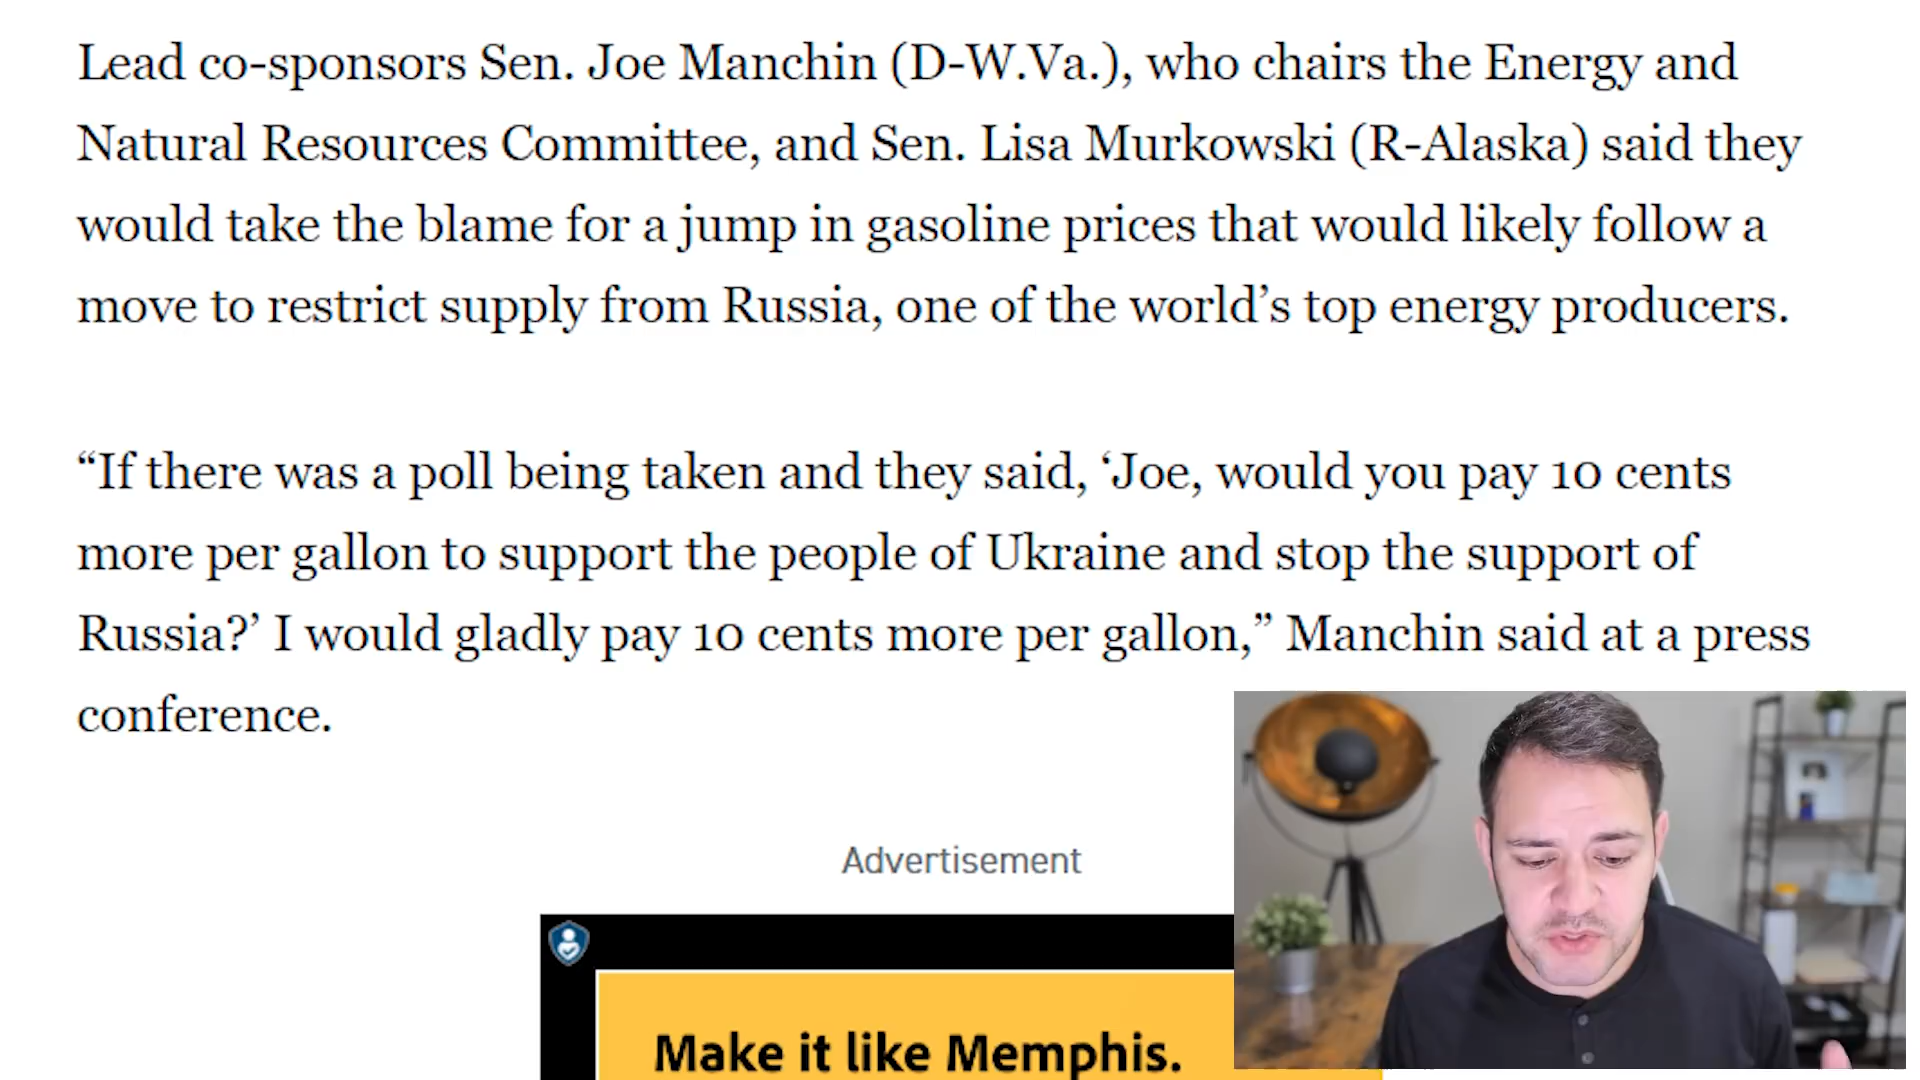 Lead co-sponsors Sen. Joe Manchin (D-W.Va.), who chairs the Energy and
Natural Resources Committee, and Sen. Lisa Murkowski (R-Alaska) said they
would take the blame for a jump in gasoline prices that would likely follow a
move to restrict supply from Russia, one of the world’s top energy producers.
“If there was a poll being taken and they said, ‘Joe, would you pay 10 cents
more per gallon to support the people of Ukraine and stop the support of
Russia?’ I would gladly pay 10 cents more per gallon,” Manchin said at a press
conference.
Advertisement
Make it like Memphis.